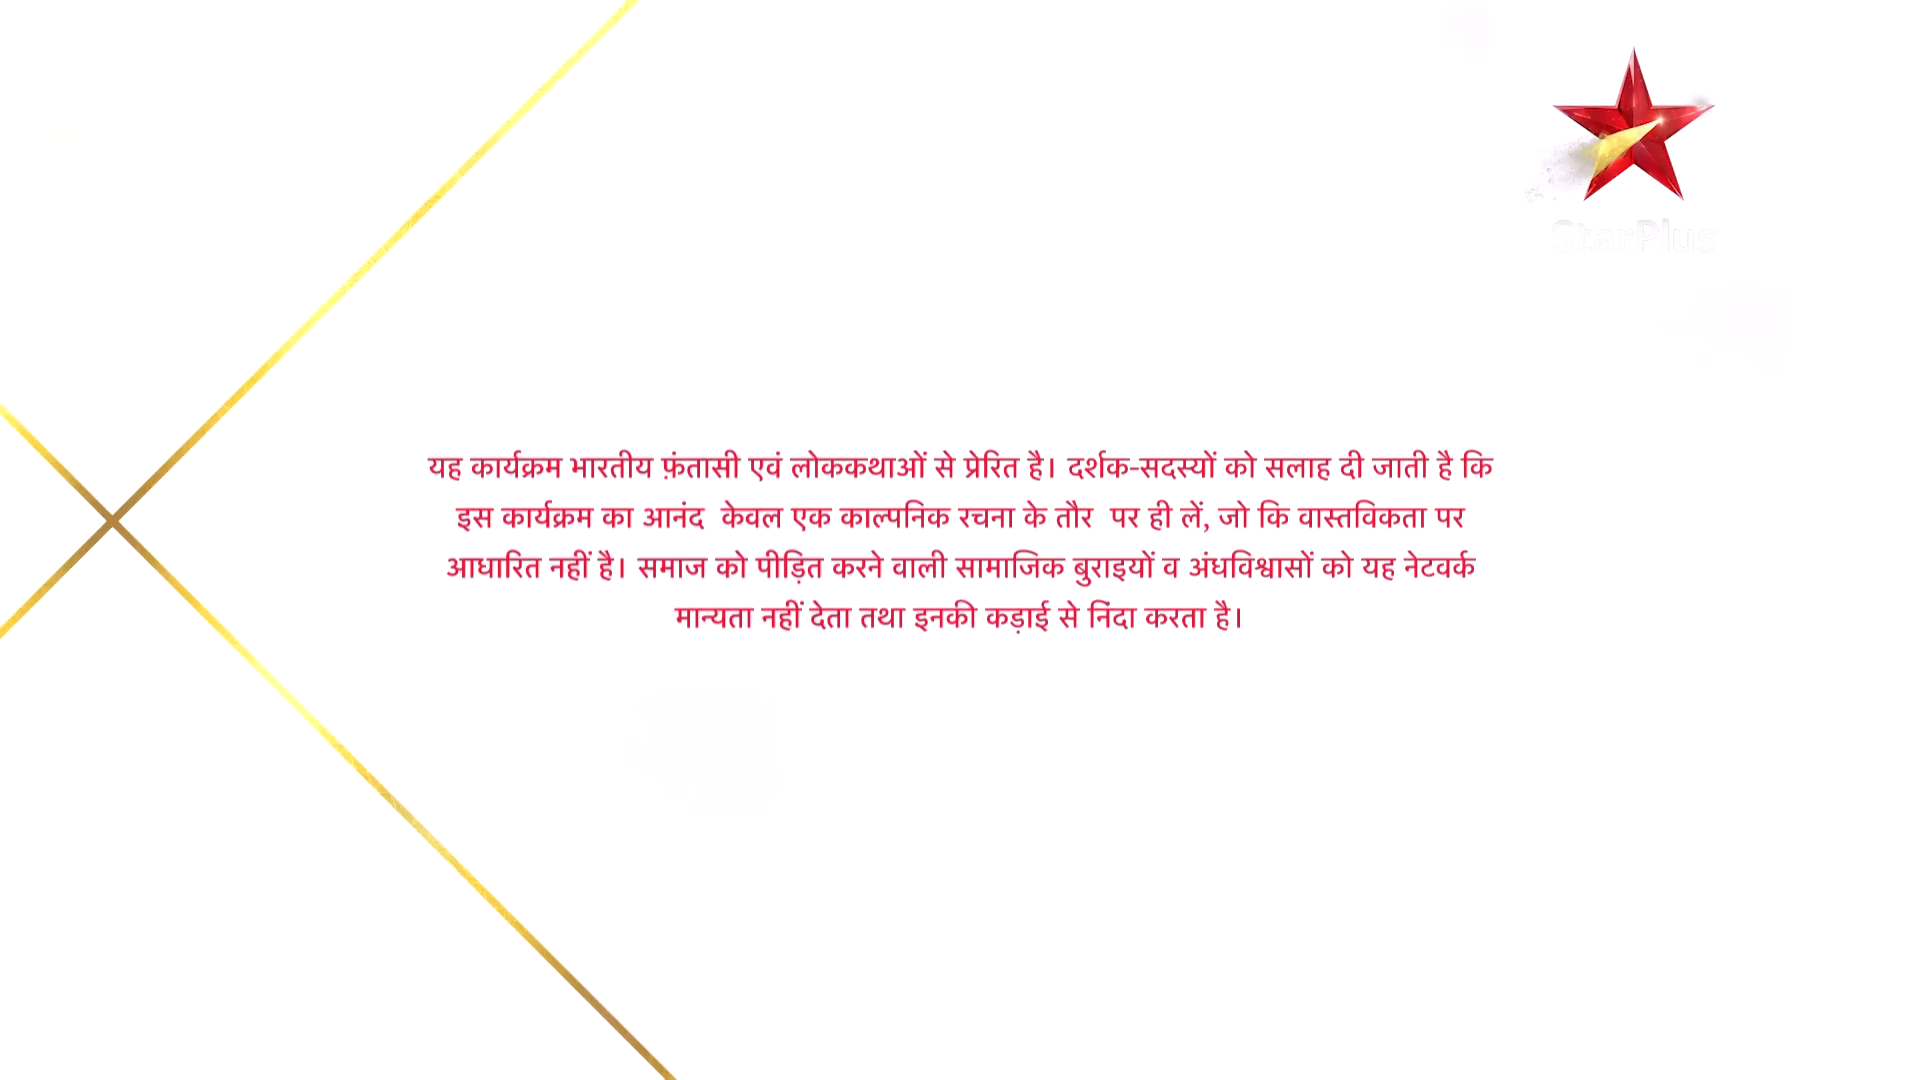 StarPlus
यह कार्यक्रम भारतीय फ़ंतासी एवं लोककथाओं से प्रेरित है। दर्शक-सदस्यों को सलाह दी जाती है कि
इस कार्यक्रम का आनंद केवल एक काल्पनिक रचना के तौर पर ही लें, जो कि वास्तविकता पर
आधारित नहीं है। समाज को पीड़ित करने वाली सामाजिक बुराइयों व अंधविश्वासों को यह नेटवर्क
मान्यता नहीं देता तथा इनकी कड़ाई से निंदा करता है।